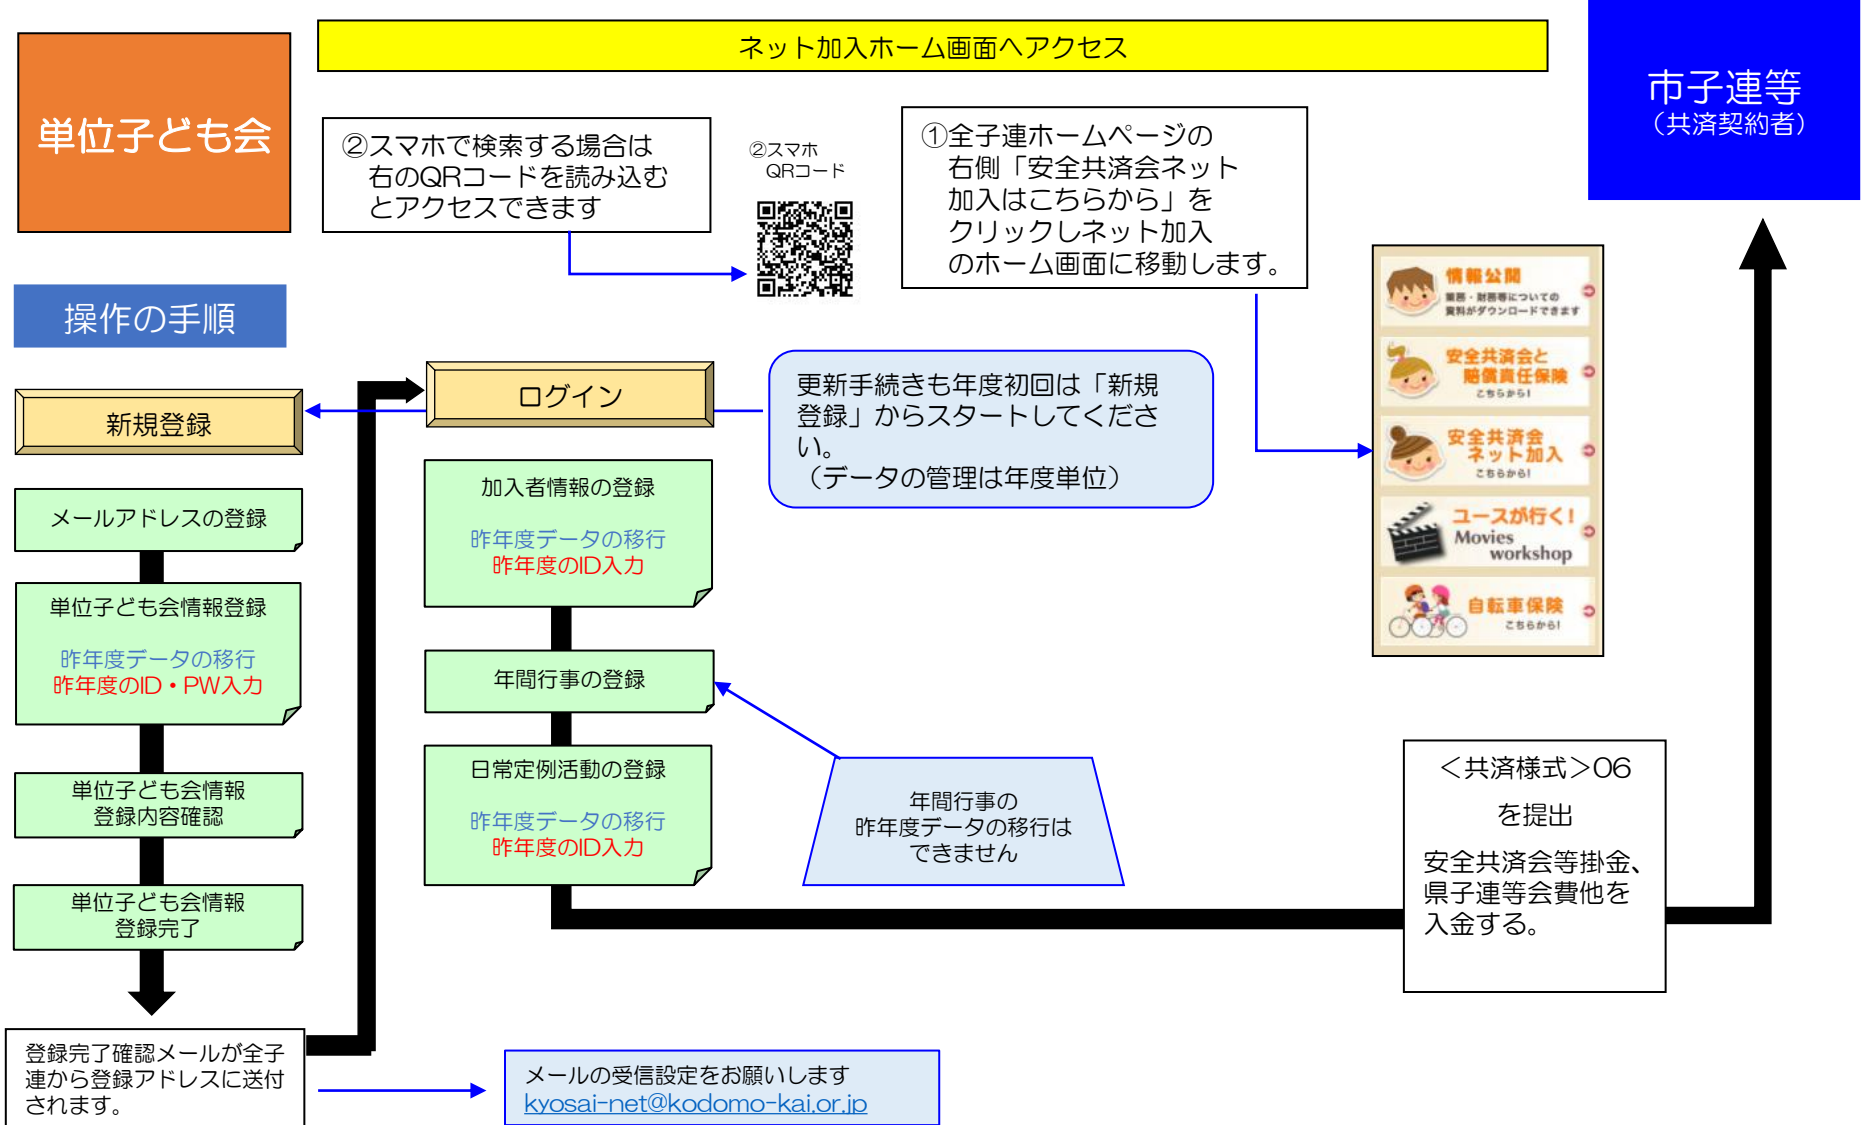 ネット加入ホーム画面へアクセス
単位子ども会
市子連等
（共済契約者）
②スマホで検索する場合は
右のQRコードを読み込む
とアクセスできます
②スマホ
QRコード
①全子連ホームページの
右側「安全共済会ネット
加入はこちらから」を
クリックしネット加入
のホーム画面に移動します。
情報公開
業務・財務等についての
資料がダウンロードできます
安全共済会と
賠償責任保険
こちらから!
安全共済会
ネット加入
こちらから!
ユースが行く!
Movies
workshop
自転車保険
こちらから!
操作の手順
新規登録
メールアドレスの登録
単位子ども会情報登録
昨年度データの移行
昨年度のID・PW入力
単位子ども会情報
登録内容確認
単位子ども会情報
登録完了
登録完了確認メールが全子
連から登録アドレスに送付
されます。
メールの受信設定をお願いします
kyosai-net@kodomo-kai.or.jp
ログイン
更新手続きも年度初回は「新規
登録」からスタートしてくださ
い。
（データの管理は年度単位）
加入者情報の登録
昨年度データの移行
昨年度のID入力
年間行事の登録
日常定例活動の登録
昨年度データの移行
昨年度のID入力
年間行事の
昨年度データの移行は
できません
＜共済様式＞06
を提出
安全共済会等掛金、
県子連等会費他を
入金する。